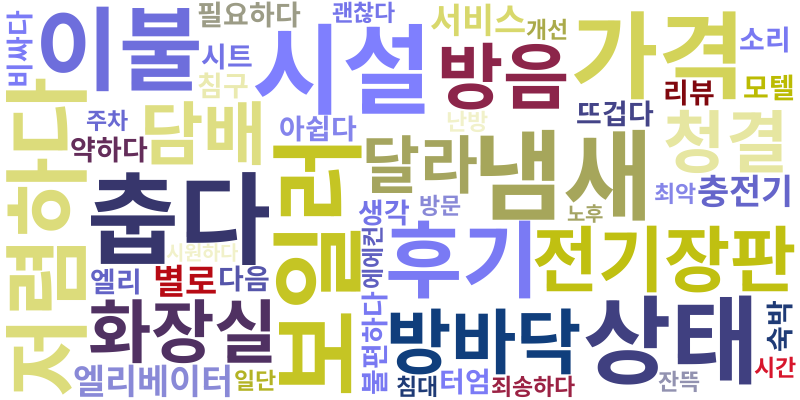 비싸다
이불
필요하다
시트
침구
괜찮다
시설
서비스
개선
방음
가격
소리
리뷰
모텔
저렴하다
주차
약하다
담배
아쉽다
보일러
달라
난방
냄새
뜨겁다
청결
춥다
시원하다
생각
방문
노후
최악
충전기
엘리
별로
다음
에에컨
후기
전기장판
화장실
불편하다
방바닥
상태
숙박
엘리베이터
일단
침대
터엄
죄송하다
잔뜩
시간